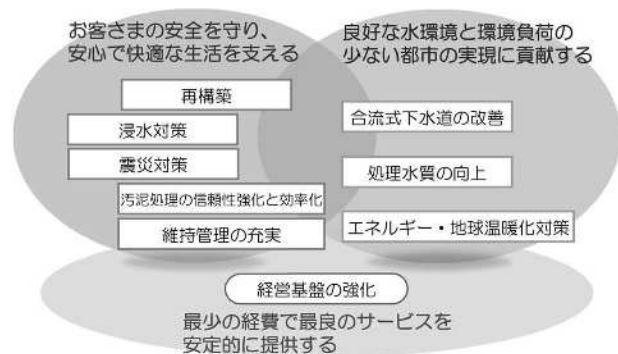 お客さまの安全を守り、
安心で快適な生活を支える
良好な水環境と環境負荷の
少ない都市の実現に貢献する
再構築
浸水対策
震災対策
汚泥処理の信頼性強化と効率化
維持管理の充実
合流式下水道の改善
処理水質の向上
エネルギー・地球温暖化対策
経営基盤の強化
最少の経費で最良のサービスを
安定的に提供する